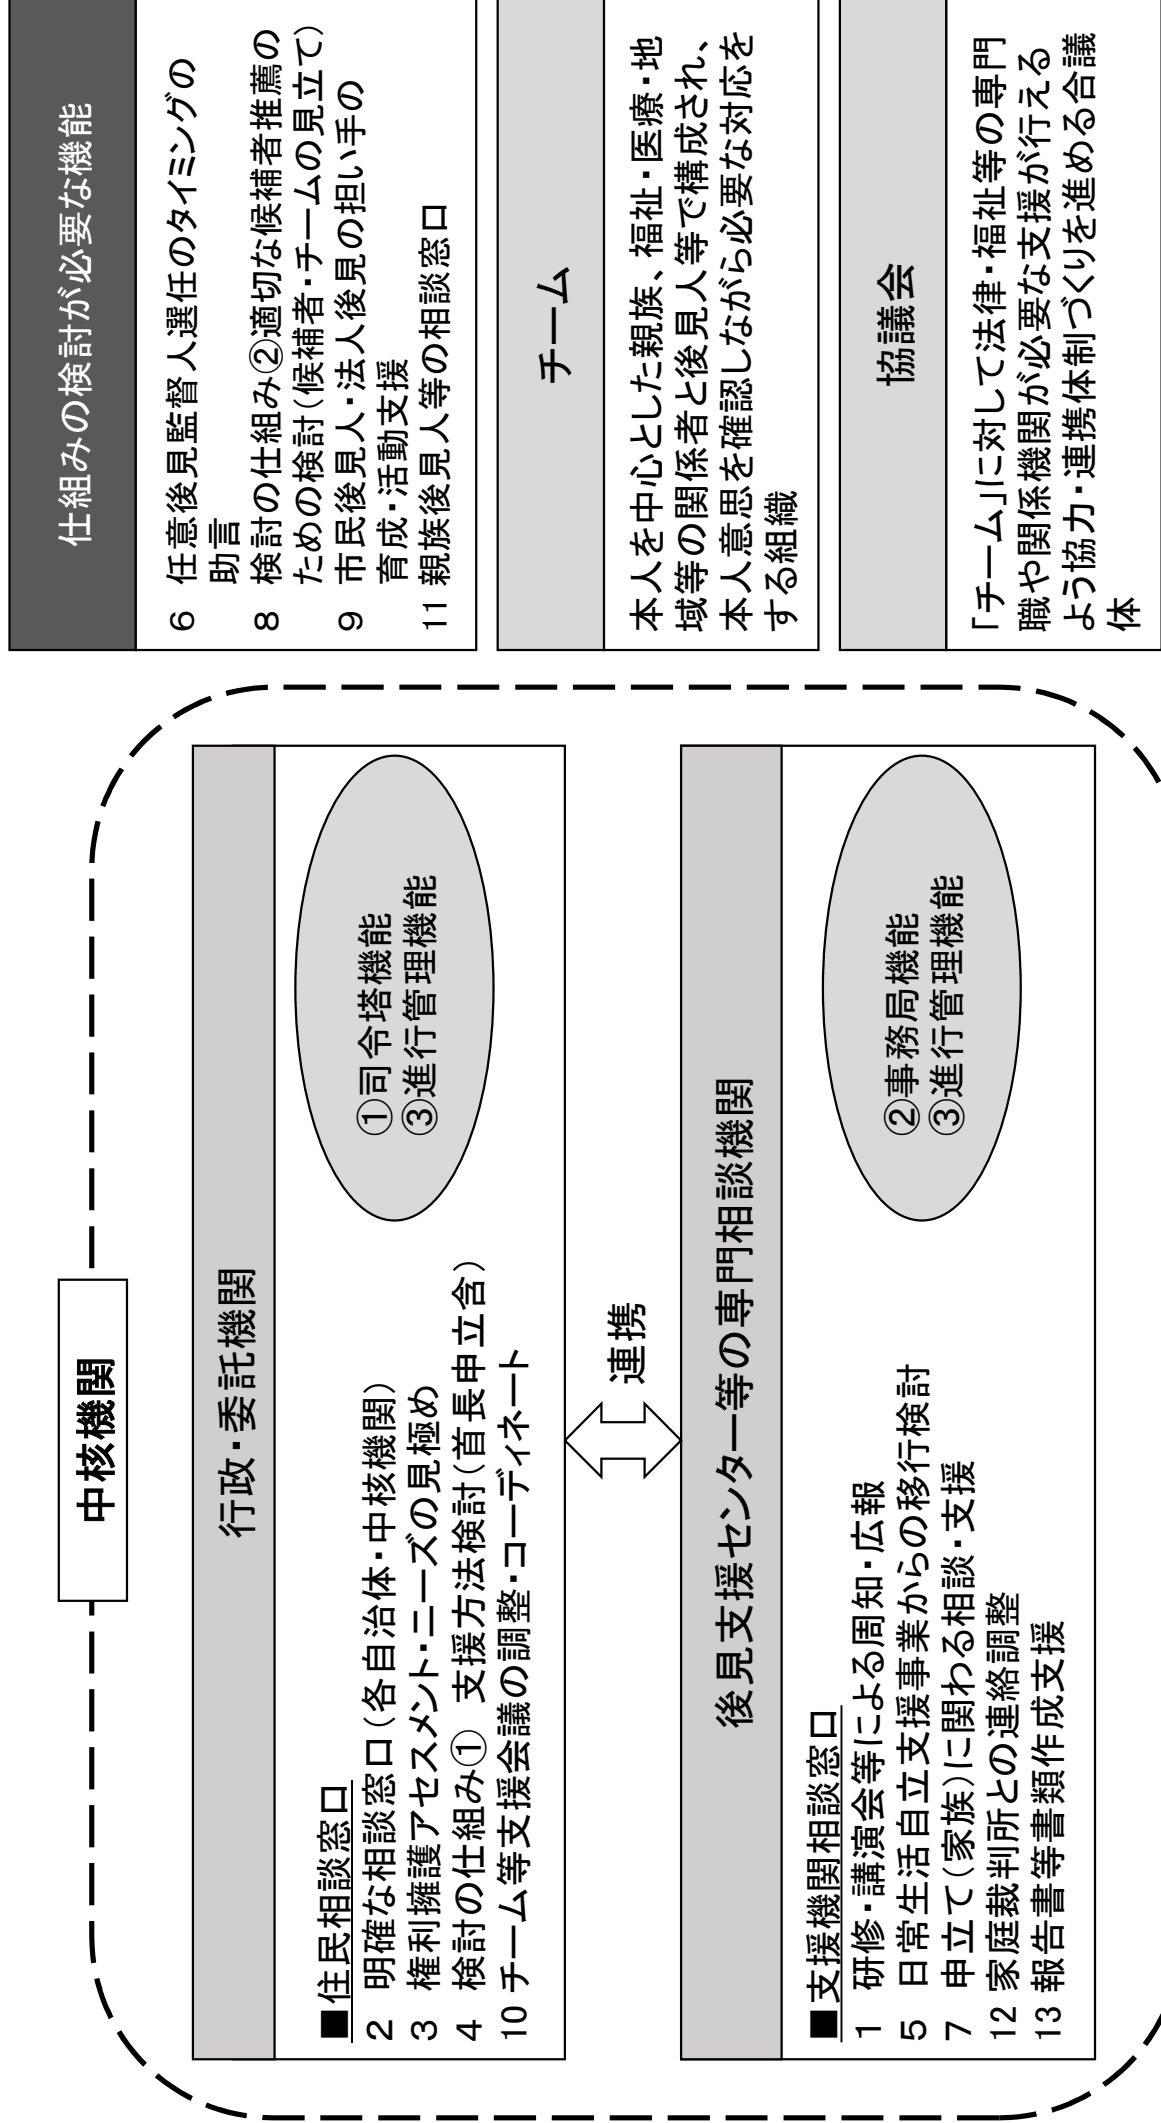 中核機関
行政・委託機関
■住民相談窓口
2 明確な相談窓口（各自治体・中核機関）
3 権利擁護アセスメント・ニーズの見極め
4 検討の仕組み① 支援方法検討（首長申立含）
10 チーム等支援会議の調整・コーディネート
①司令塔機能
③進行管理機能
連携
後見支援センター等の専門相談機関
■支援機関相談窓口
1 研修・講演会等による周知・広報
5 日常生活自立支援事業からの移行検討
7 申立て（家族）に関わる相談・支援
12 家庭裁判所との連絡調整
13 報告書等書類作成支援
②事務局機能
③進行管理機能
仕組みの検討が必要な機能
6 任意後見監督人選任のタイミングの
助言
8 検討の仕組み②適切な候補者推薦の
ための検討（候補者・チームの見立て）
9 市民後見人・法人後見の担い手の
育成・活動支援
11 親族後見人等の相談窓口
チーム
本人を中心とした親族、福祉・医療・地
域等の関係者と後見人等で構成され、
本人意思を確認しながら必要な対応を
する組織
協議会
「チーム」に対して法律・福祉等の専門
職や関係機関が必要な支援が行える
よう協力・連携体制づくりを進める合議
体